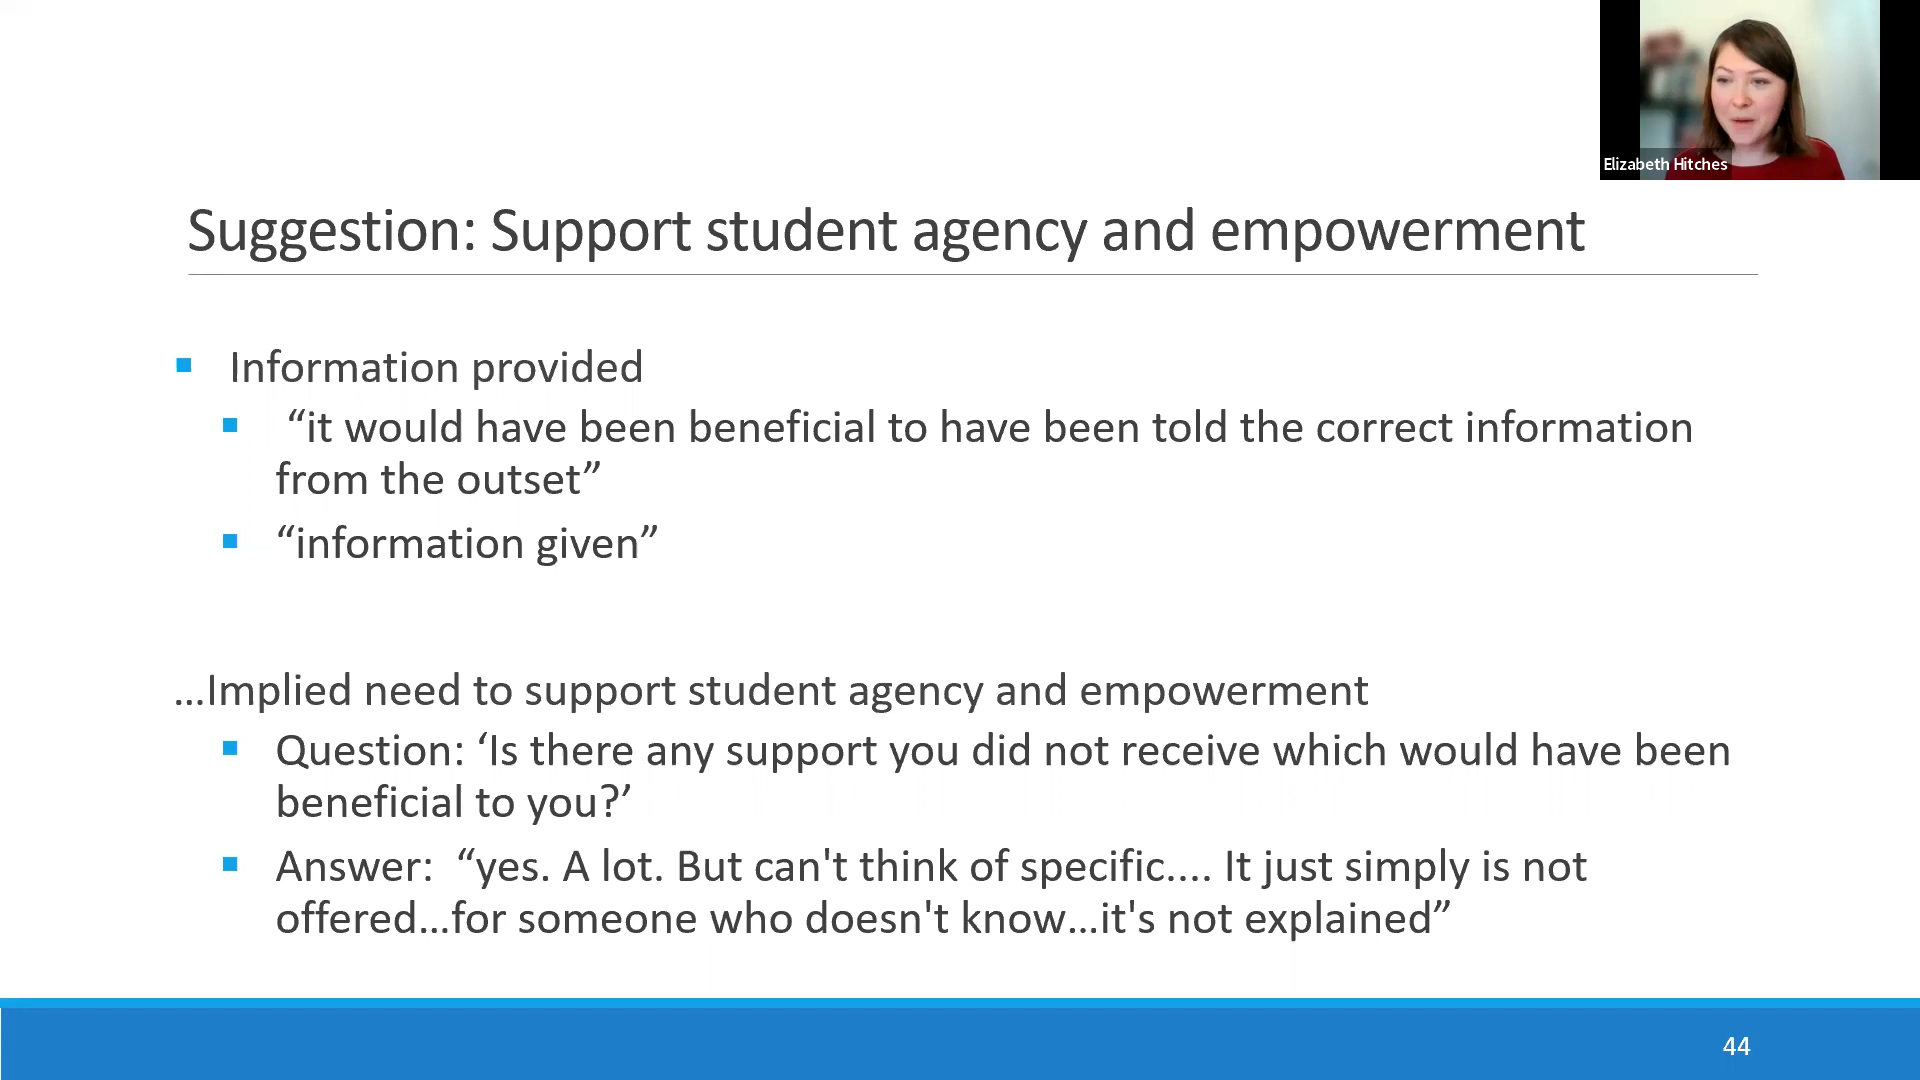 Elizabeth Hitches
Suggestion: Support student agency and empowerment
Information provided
“it would have been beneficial to have been told the correct information
from the outset”
“information given”
…Implied need to support student agency and empowerment
Question: ‘Is there any support you did not receive which would have been
beneficial to you?’
Answer:  “yes. A lot. But can't think of specific.... It just simply is not
offered…for someone who doesn't know…it's not explained”
44